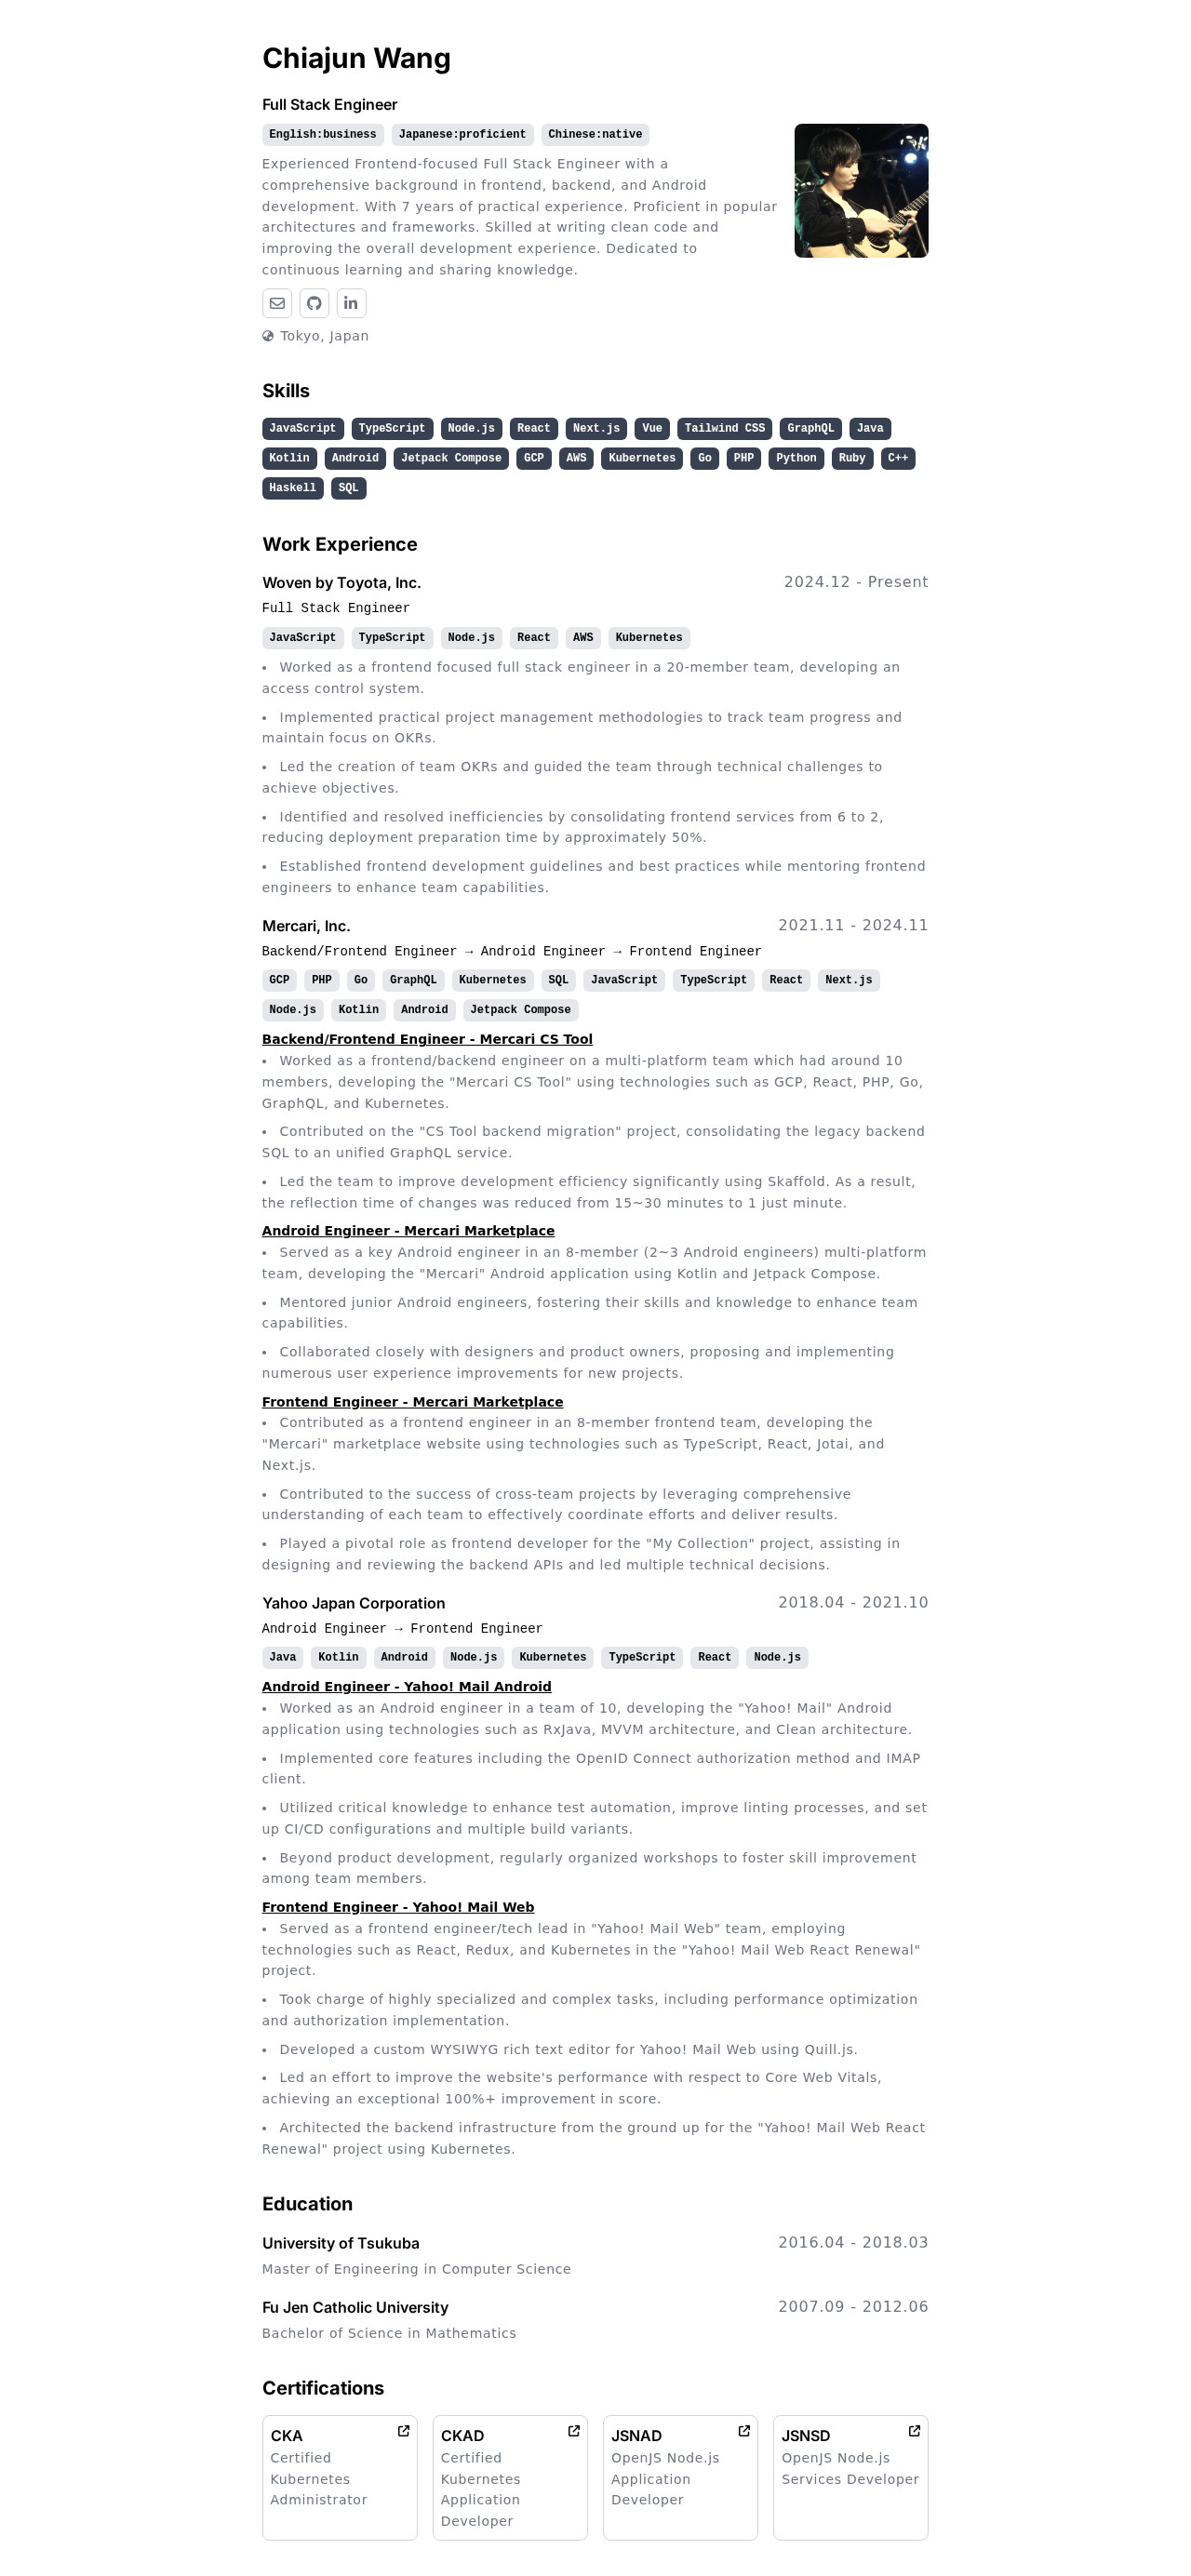 Chiajun Wang
Full Stack Engineer
English:business Japanese:proficient Chinese:native
Experienced Frontend-focused Full Stack Engineer with a
comprehensive background in frontend, backend, and Android
development. With 7 years of practical experience. Proficient in popular
architectures and frameworks. Skilled at writing clean code and
improving the overall development experience. Dedicated to
continuous learning and sharing knowledge.
Tokyo, Japan
Skills
JavaScript TypeScript Node.js React Next.js Vue Tailwind CSS GraphQL Java
Kotlin Android Jetpack Compose GCP AWS Kubernetes Go PHP Python Ruby C++
Haskell SQL
Work Experience
Woven by Toyota, Inc. 2024.12 - Present
Full Stack Engineer
JavaScript TypeScript Node.js React AWS Kubernetes
• Worked as a frontend focused full stack engineer in a 20-member team, developing an
access control system.
• Implemented practical project management methodologies to track team progress and
maintain focus on OKRs.
• Led the creation of team OKRs and guided the team through technical challenges to
achieve objectives.
• Identified and resolved inefficiencies by consolidating frontend services from 6 to 2,
reducing deployment preparation time by approximately 50%.
• Established frontend development guidelines and best practices while mentoring frontend
engineers to enhance team capabilities.
Mercari, Inc. 2021.11 - 2024.11
Backend/Frontend Engineer → Android Engineer → Frontend Engineer
GCP PHP Go GraphQL Kubernetes SQL JavaScript TypeScript React Next.js
Node.js Kotlin Android Jetpack Compose
Backend/Frontend Engineer - Mercari CS Tool
• Worked as a frontend/backend engineer on a multi-platform team which had around 10
members, developing the "Mercari CS Tool" using technologies such as GCP, React, PHP, Go,
GraphQL, and Kubernetes.
• Contributed on the "CS Tool backend migration" project, consolidating the legacy backend
SQL to an unified GraphQL service.
• Led the team to improve development efficiency significantly using Skaffold. As a result,
the reflection time of changes was reduced from 15~30 minutes to 1 just minute.
Android Engineer - Mercari Marketplace
• Served as a key Android engineer in an 8-member (2~3 Android engineers) multi-platform
team, developing the "Mercari" Android application using Kotlin and Jetpack Compose.
• Mentored junior Android engineers, fostering their skills and knowledge to enhance team
capabilities.
• Collaborated closely with designers and product owners, proposing and implementing
numerous user experience improvements for new projects.
Frontend Engineer - Mercari Marketplace
• Contributed as a frontend engineer in an 8-member frontend team, developing the
"Mercari" marketplace website using technologies such as TypeScript, React, Jotai, and
Next.js.
• Contributed to the success of cross-team projects by leveraging comprehensive
understanding of each team to effectively coordinate efforts and deliver results.
• Played a pivotal role as frontend developer for the "My Collection" project, assisting in
designing and reviewing the backend APIs and led multiple technical decisions.
Yahoo Japan Corporation 2018.04 - 2021.10
Android Engineer → Frontend Engineer
Java Kotlin Android Node.js Kubernetes TypeScript React Node.js
Android Engineer - Yahoo! Mail Android
• Worked as an Android engineer in a team of 10, developing the "Yahoo! Mail" Android
application using technologies such as RxJava, MVVM architecture, and Clean architecture.
• Implemented core features including the OpenID Connect authorization method and IMAP
client.
• Utilized critical knowledge to enhance test automation, improve linting processes, and set
up CI/CD configurations and multiple build variants.
• Beyond product development, regularly organized workshops to foster skill improvement
among team members.
Frontend Engineer - Yahoo! Mail Web
• Served as a frontend engineer/tech lead in "Yahoo! Mail Web" team, employing
technologies such as React, Redux, and Kubernetes in the "Yahoo! Mail Web React Renewal"
project.
• Took charge of highly specialized and complex tasks, including performance optimization
and authorization implementation.
• Developed a custom WYSIWYG rich text editor for Yahoo! Mail Web using Quill.js.
• Led an effort to improve the website's performance with respect to Core Web Vitals,
achieving an exceptional 100%+ improvement in score.
• Architected the backend infrastructure from the ground up for the "Yahoo! Mail Web React
Renewal" project using Kubernetes.
Education
University of Tsukuba 2016.04 - 2018.03
Master of Engineering in Computer Science
Fu Jen Catholic University 2007.09 - 2012.06
Bachelor of Science in Mathematics
Certifications
CKA
Certified
Kubernetes
Administrator
CKAD
Certified
Kubernetes
Application
Developer
JSNAD
OpenJS Node.js
Application
Developer
JSNSD
OpenJS Node.js
Services Developer